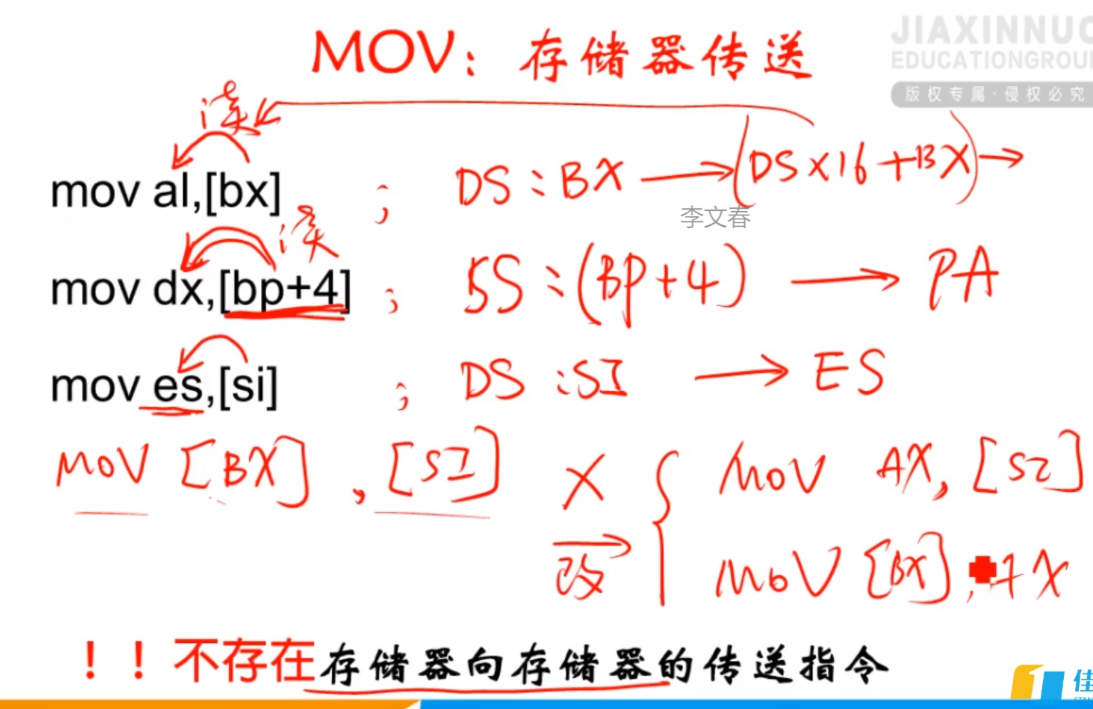 MOV：存储器传送
JIAXINNUO
EDUCATIONGROUP
版权专属·侵权必究
读
mov al,[bx] ; DS:BX → (DS×16+BX) →
李文春
读
mov dx,[bp+4] ; SS:(BP+4) → PA
mov es,[si] ; DS:SI → ES
MOV [BX],[SI] × { MOV AX,[SI]
改 MOV [BX], X
！！不存在存储器向存储器的传送指令
佳